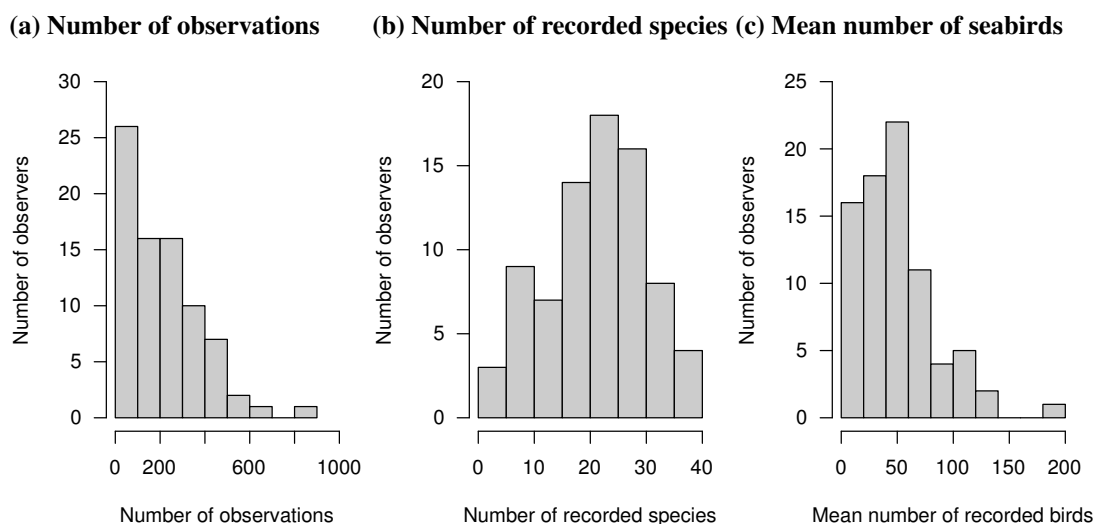 (a) Number of observations
(b) Number of recorded species
(c) Mean number of seabirds
30
25
20
15
10
5
0
Number of observers
0 200 600 1000
Number of observations
20
15
10
5
0
Number of observers
0 10 20 30 40
Number of recorded species
25
20
15
10
5
0
Number of observers
0 50 100 150 200
Mean number of recorded birds